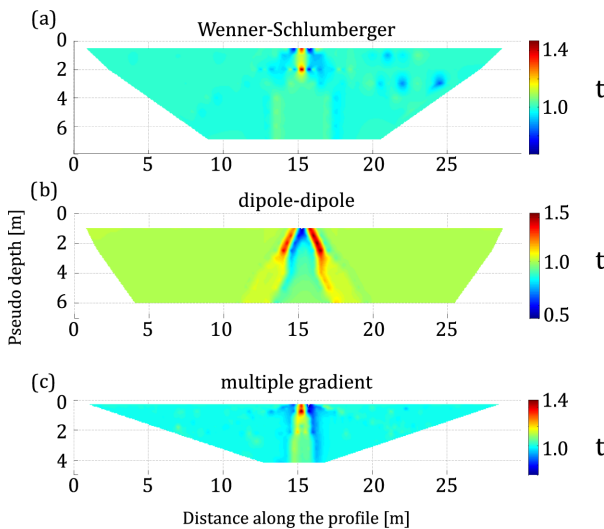 (a)
Wenner-Schlumberger
0
2
4
6
0 5 10 15 20 25
1.4
1.0
t
(b)
dipole-dipole
0
2
4
6
0 5 10 15 20 25
1.5
1.0
0.5
t
Pseudo depth [m]
(c)
multiple gradient
0
2
4
0 5 10 15 20 25
1.4
1.0
t
Distance along the profile [m]